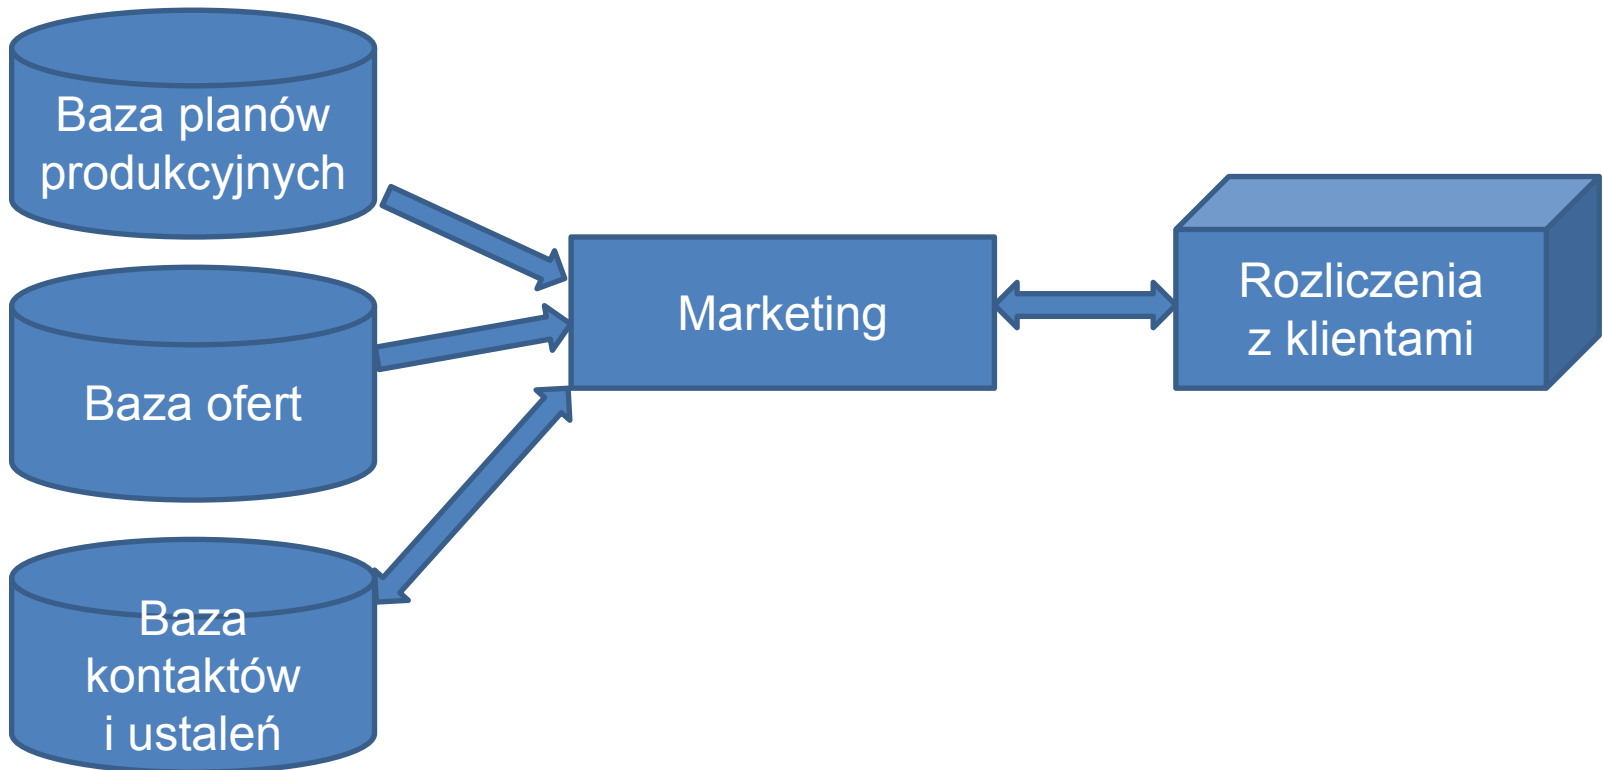 Baza planów
produkcyjnych
Baza ofert
Baza
kontaktów
i ustaleń
Marketing
Rozliczenia
z klientami